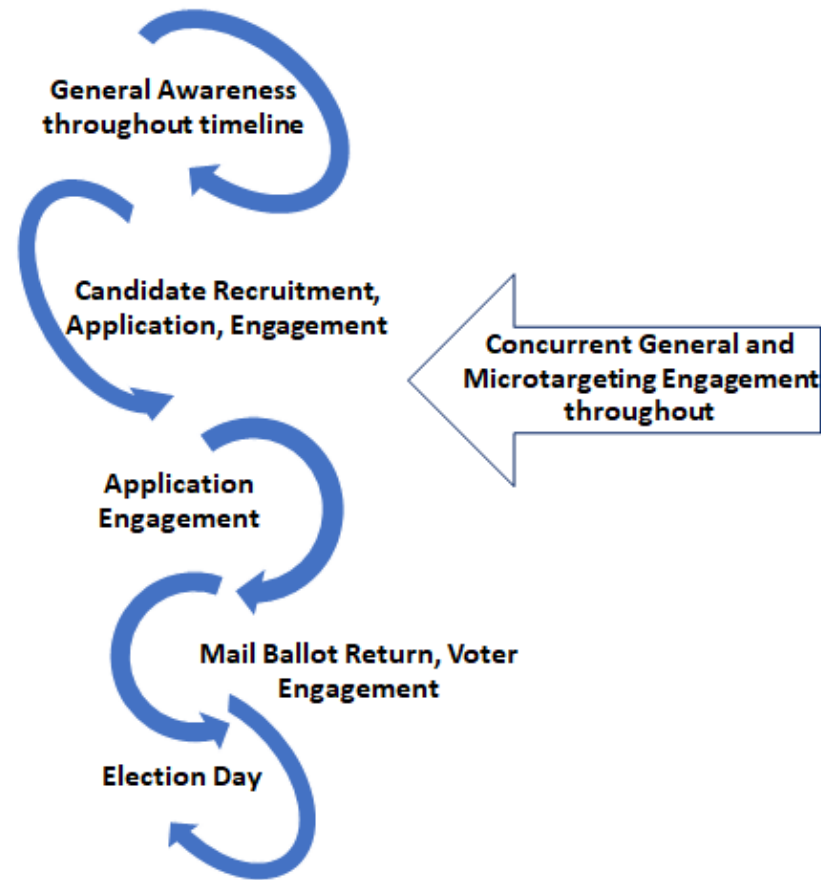 General Awareness
throughout timeline
Candidate Recruitment,
Application, Engagement
Concurrent General and
Microtargeting Engagement
throughout
Application
Engagement
Mail Ballot Return, Voter
Engagement
Election Day